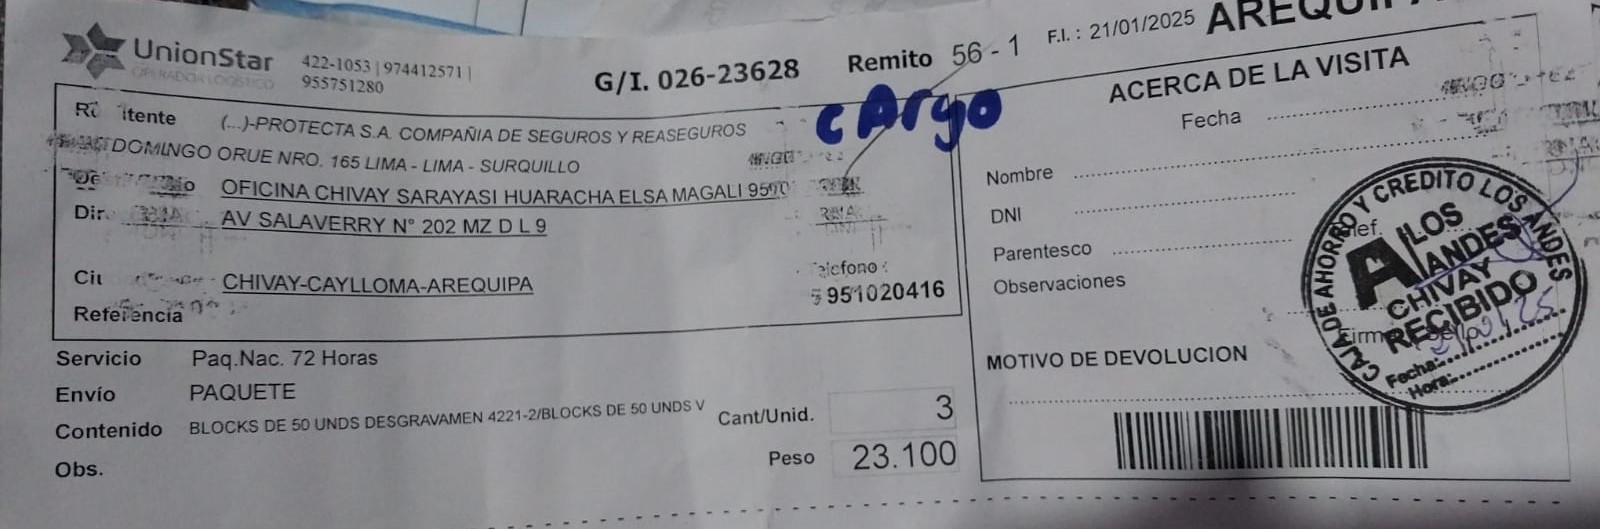 UnionStar
OPERADOR LOGISTICO
422-1053 | 974412571 |
955751280
G/I. 026-23628
Remito 56 - 1
F.I. : 21/01/2025
cArgo
(...)-PROTECTA S.A. COMPAÑIA DE SEGUROS Y REASEGUROS
DOMINGO ORUE NRO. 165 LIMA - LIMA - SURQUILLO
OFICINA CHIVAY SARAYASI HUARACHA ELSA MAGALI
AV SALAVERRY N° 202 MZ D L 9
CHIVAY-CAYLLOMA-AREQUIPA
951020416
Referencia
Servicio Paq.Nac. 72 Horas
Envío PAQUETE
Contenido BLOCKS DE 50 UNDS DESGRAVAMEN 4221-2/BLOCKS DE 50 UNDS V
Obs.
Cant/Unid. 3
Peso 23.100
ACERCA DE LA VISITA
Fecha
Nombre
DNI
Parentesco
Observaciones
MOTIVO DE DEVOLUCION
CAJA DE AHORRO Y CREDITO LOS ANDES
LOS
ANDES
CHIVAY
RECIBIDO
Fecha:
Hora: